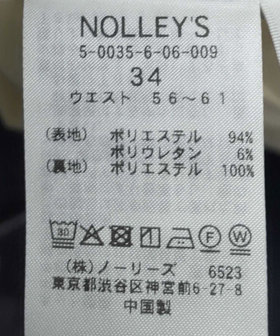 NOLLEY'S
5-0035-6-06-009
34
ウエスト 56~61
(表地) ポリエステル 94%
ポリウレタン 6%
(裏地) ポリエステル 100%
30
(株)ノーリーズ 6523
東京都渋谷区神宮前6-27-8
中国製